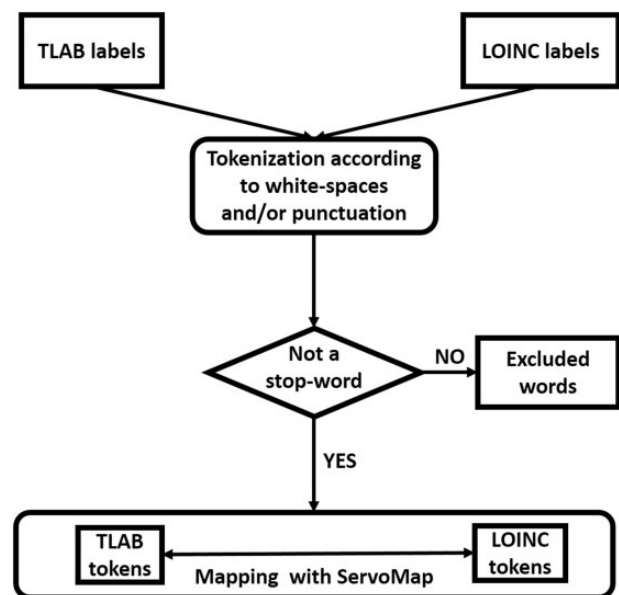 TLAB labels
LOINC labels
Tokenization according
to white-spaces
and/or punctuation
Not a
stop-word
NO
Excluded
words
YES
TLAB
tokens
LOINC
tokens
Mapping with ServoMap